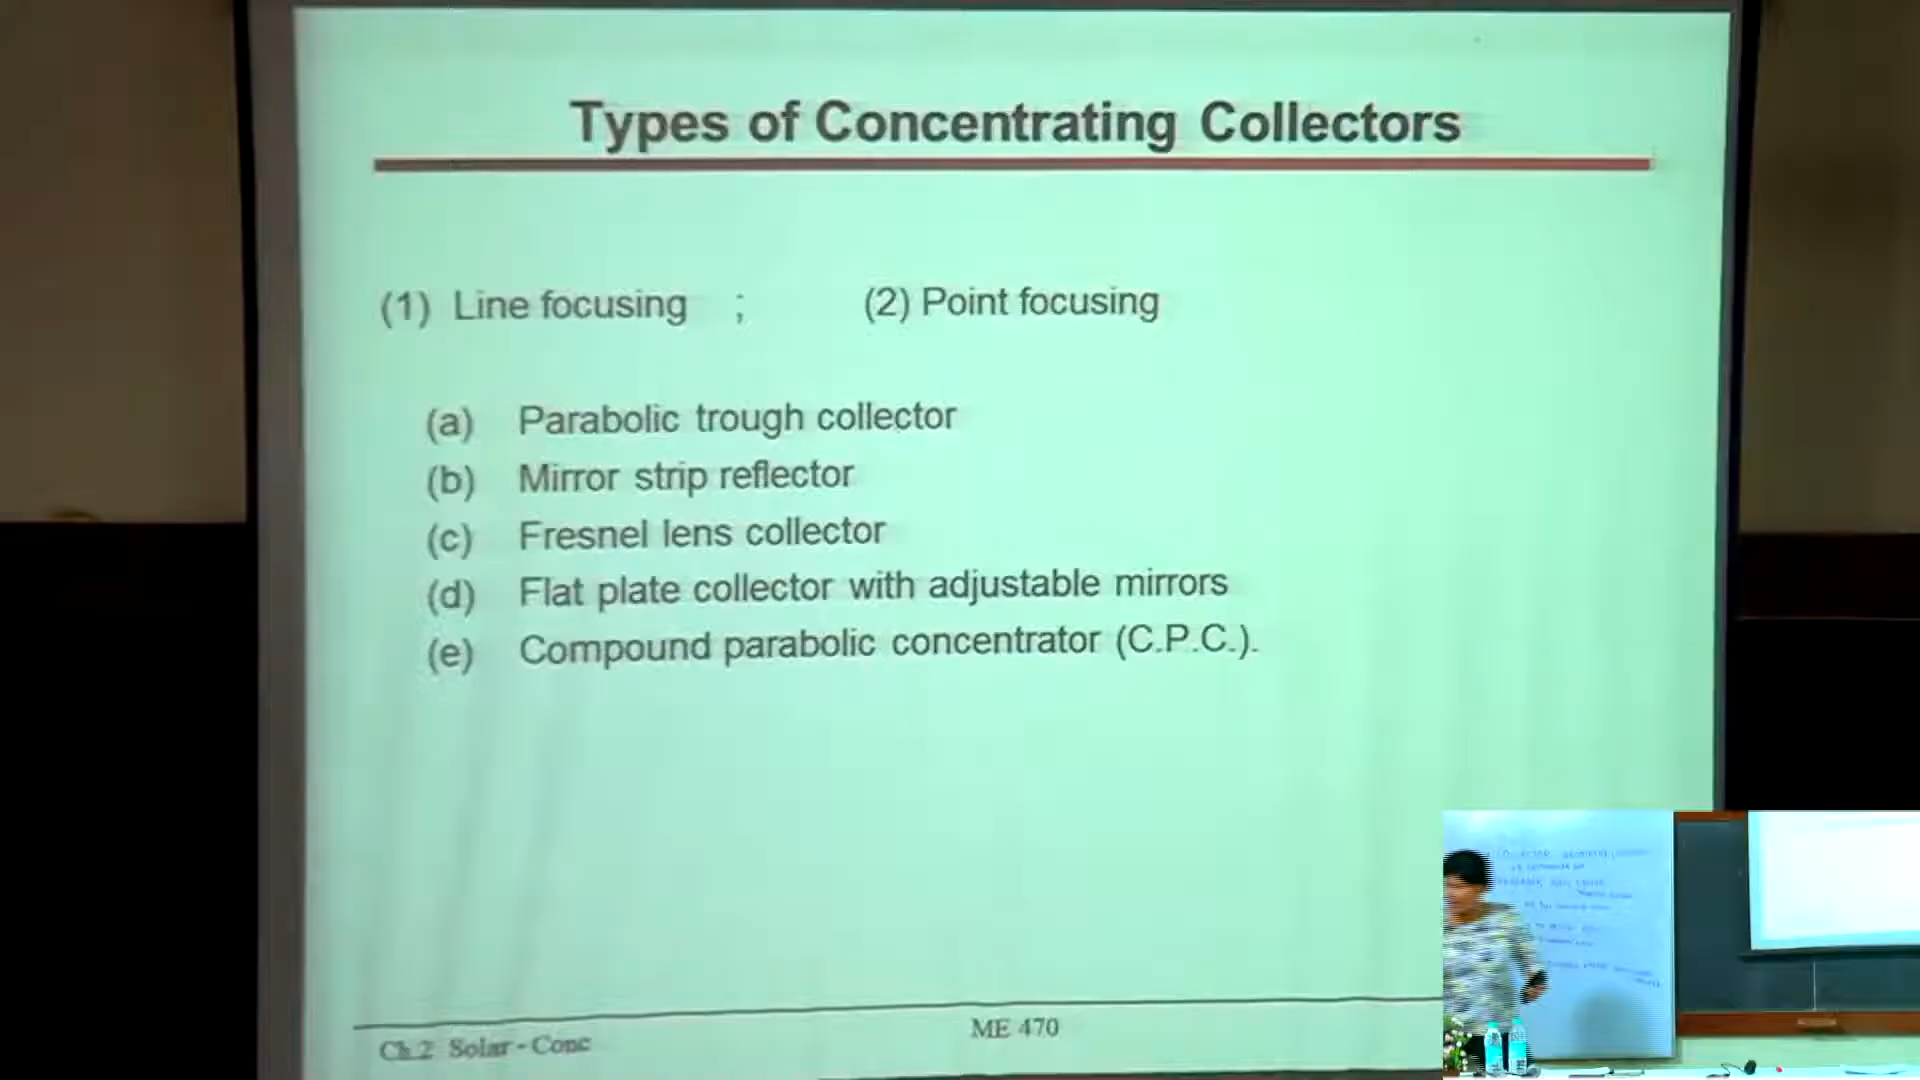 Types of Concentrating Collectors
(1) Line focusing ; (2) Point focusing
(a) Parabolic trough collector
(b) Mirror strip reflector
(c) Fresnel lens collector
(d) Flat plate collector with adjustable mirrors
(e) Compound parabolic concentrator (C.P.C.).
Ch.2 Solar - Conc
ME 470